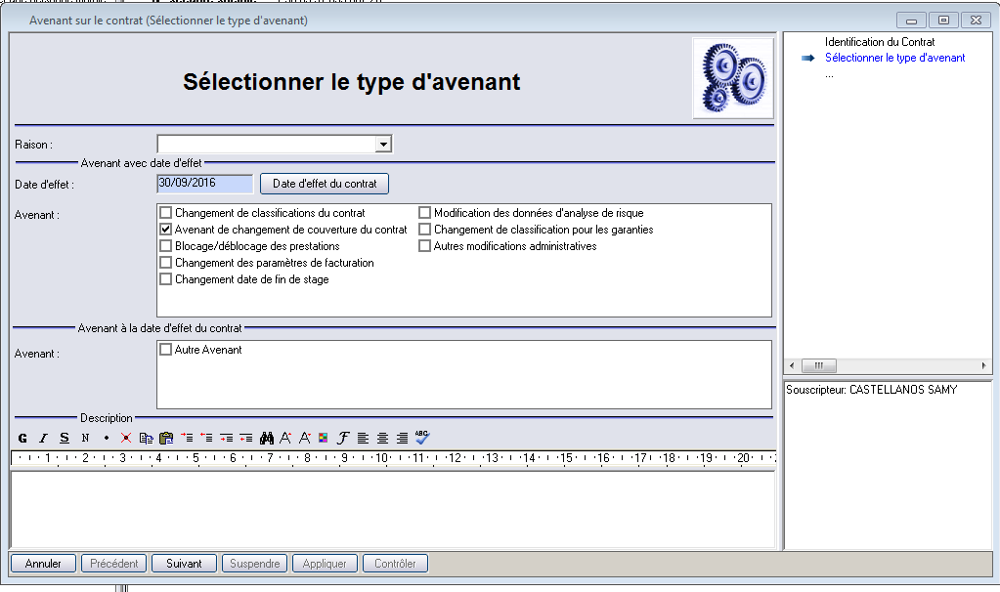 Avenant sur le contrat (Sélectionner le type d'avenant)
Identification du Contrat
Sélectionner le type d'avenant
...
Sélectionner le type d'avenant
Raison :
Avenant avec date d'effet
Date d'effet :
30/09/2016
Date d'effet du contrat
Avenant :
Changement de classifications du contrat
Avenant de changement de couverture du contrat
Blocage/déblocage des prestations
Changement des paramètres de facturation
Changement date de fin de stage
Modification des données d'analyse de risque
Changement de classification pour les garanties
Autres modifications administratives
Avenant à la date d'effet du contrat
Avenant :
Autre Avenant
Souscripteur: CASTELLANOS SAMY
Description
G I S N
ABC
1 2 3 4 5 6 7 8 9 10 11 12 13 14 15 16 17 18 19 20
Annuler
Précédent
Suivant
Suspendre
Appliquer
Contrôler